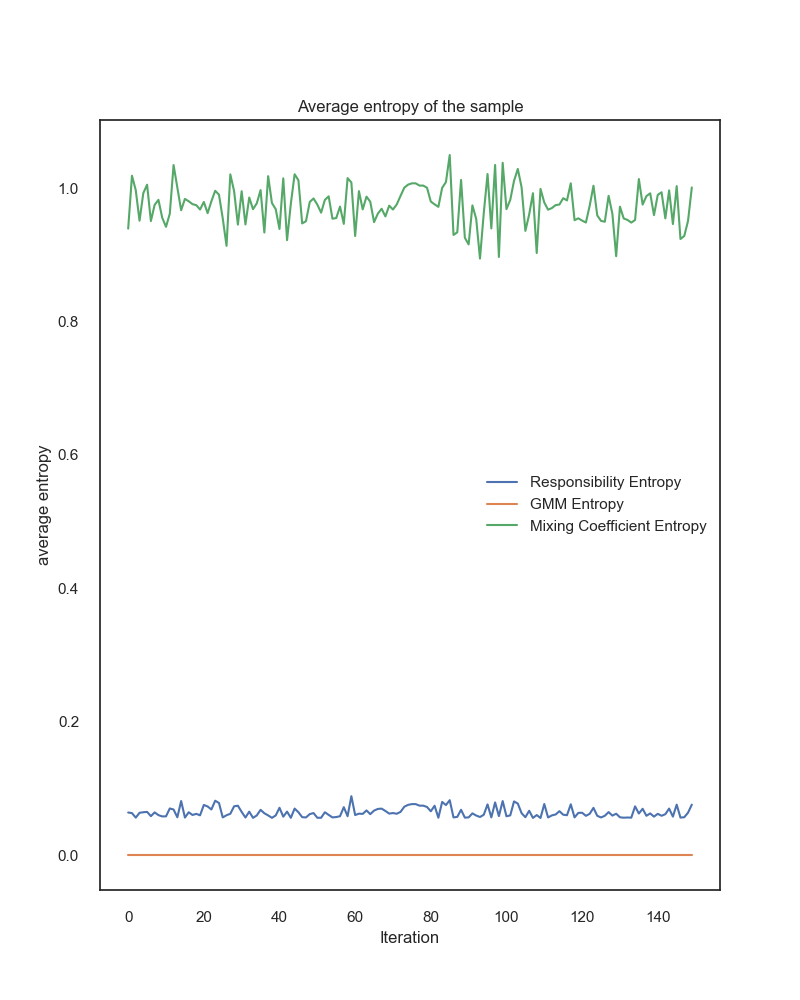 Average entropy of the sample
1.0
0.8
0.6
0.4
0.2
0.0
average entropy
Responsibility Entropy
GMM Entropy
Mixing Coefficient Entropy
0 20 40 60 80 100 120 140
Iteration